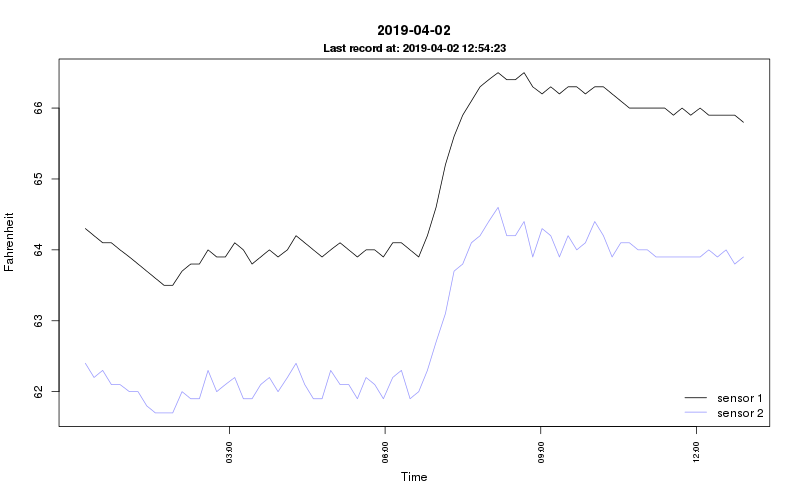 2019-04-02
Last record at: 2019-04-02 12:54:23
Fahrenheit
66
65
64
63
62
03:00
06:00
09:00
12:00
Time
sensor 1
sensor 2